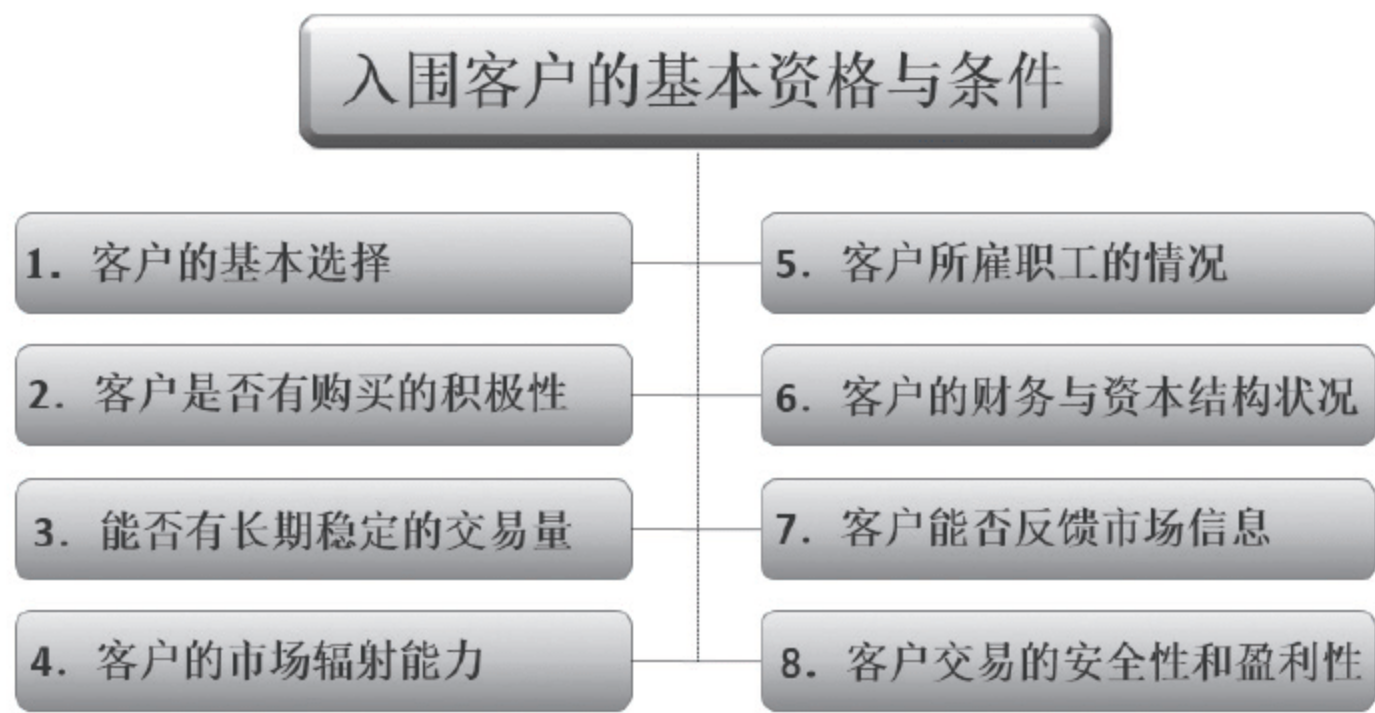 入围客户的基本资格与条件
1. 客户的基本选择
2. 客户是否有购买的积极性
3. 能否有长期稳定的交易量
4. 客户的市场辐射能力
5. 客户所雇职工的情况
6. 客户的财务与资本结构状况
7. 客户能否反馈市场信息
8. 客户交易的安全性和盈利性